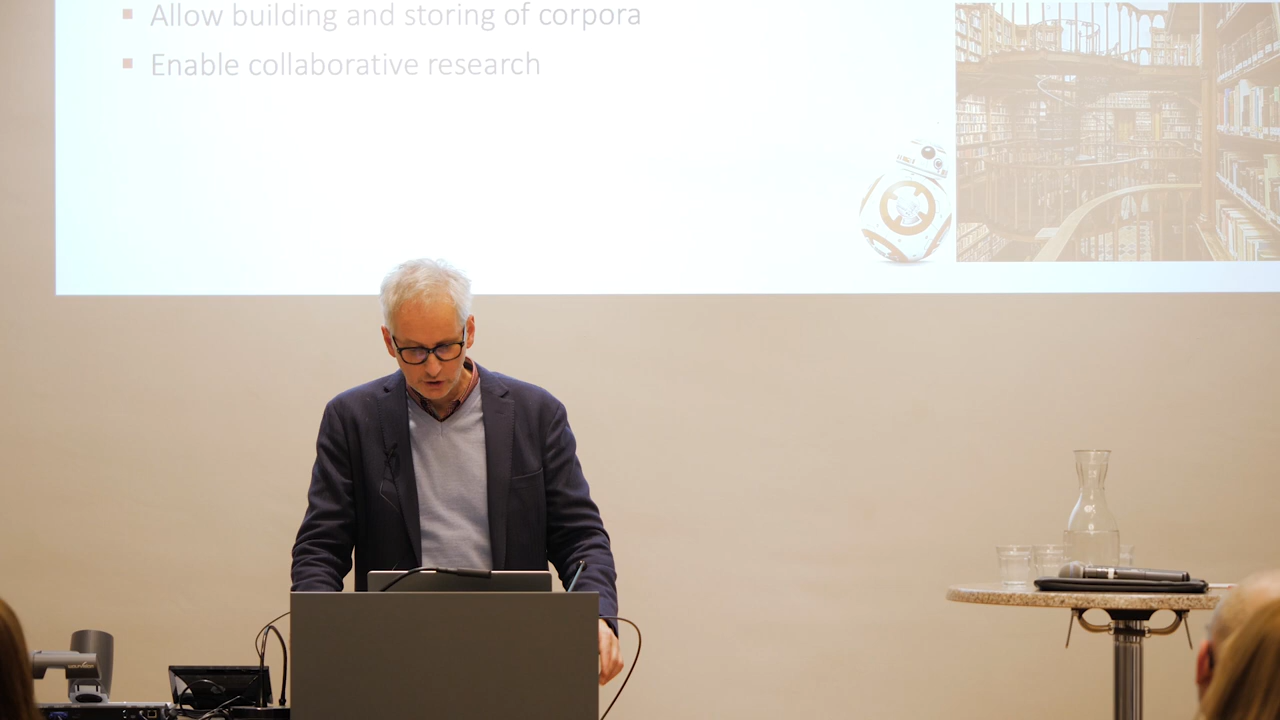 Allow building and storing of corpora
Enable collaborative research